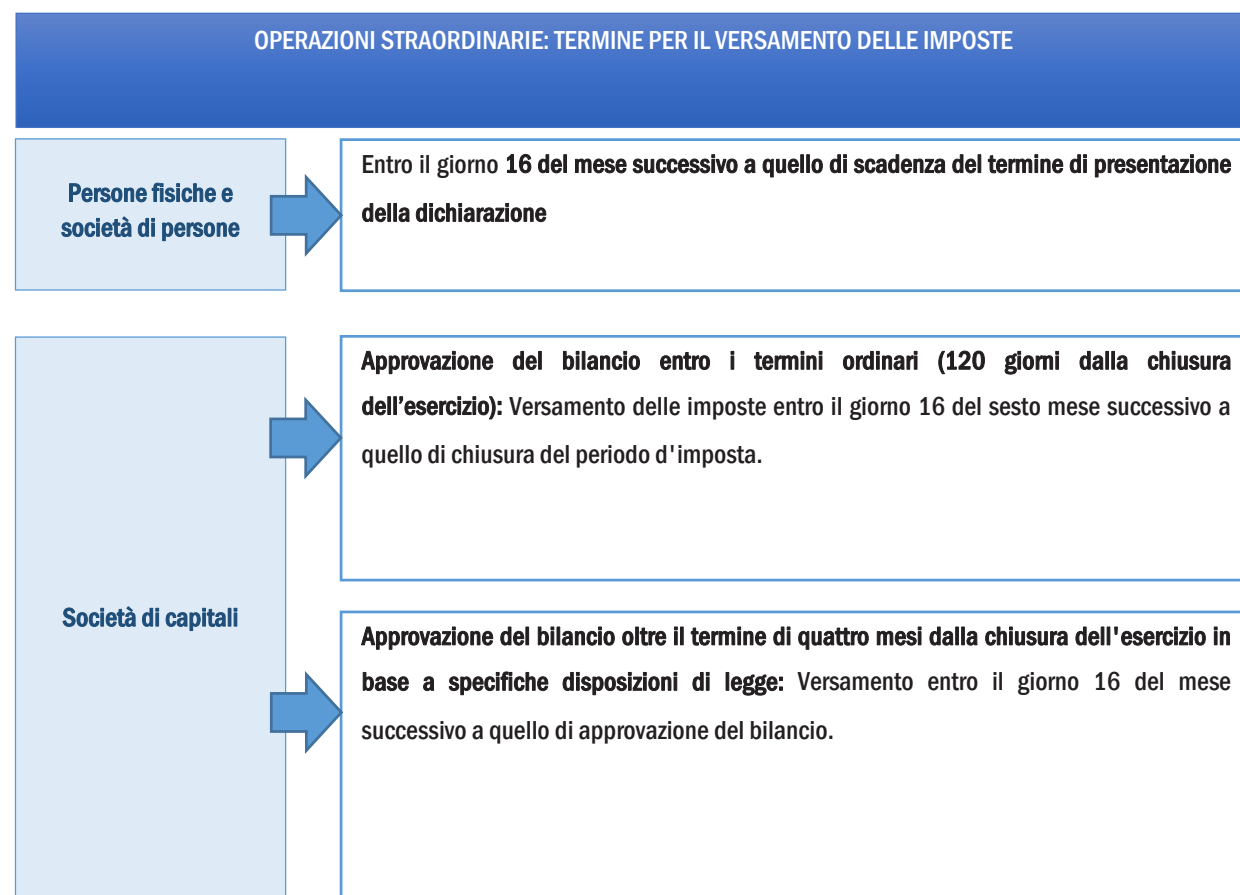 OPERAZIONI STRAORDINARIE: TERMINE PER IL VERSAMENTO DELLE IMPOSTE
Persone fisiche e
società di persone
Entro il giorno 16 del mese successivo a quello di scadenza del termine di presentazione
della dichiarazione
Società di capitali
Approvazione del bilancio entro i termini ordinari (120 giorni dalla chiusura
dell’esercizio): Versamento delle imposte entro il giorno 16 del sesto mese successivo a
quello di chiusura del periodo d'imposta.
Approvazione del bilancio oltre il termine di quattro mesi dalla chiusura dell'esercizio in
base a specifiche disposizioni di legge: Versamento entro il giorno 16 del mese
successivo a quello di approvazione del bilancio.